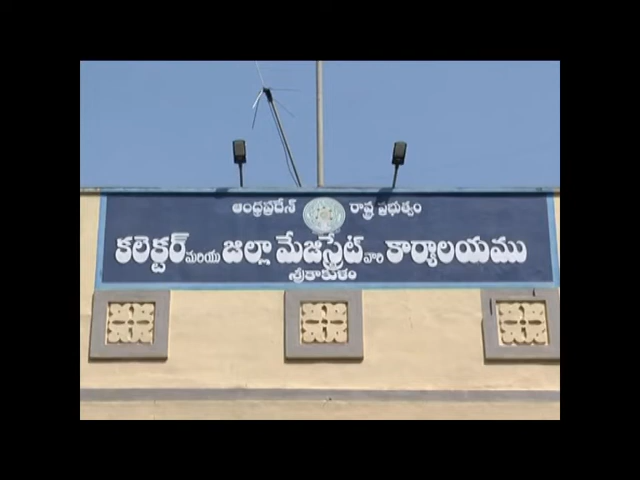 ఆంధ్రప్రదేశ్ రాష్ట్ర ప్రభుత్వం
కలెక్టర్ మరియు జిల్లా మేజిస్ట్రేట్ వారి కార్యాలయము
శ్రీకాకుళం